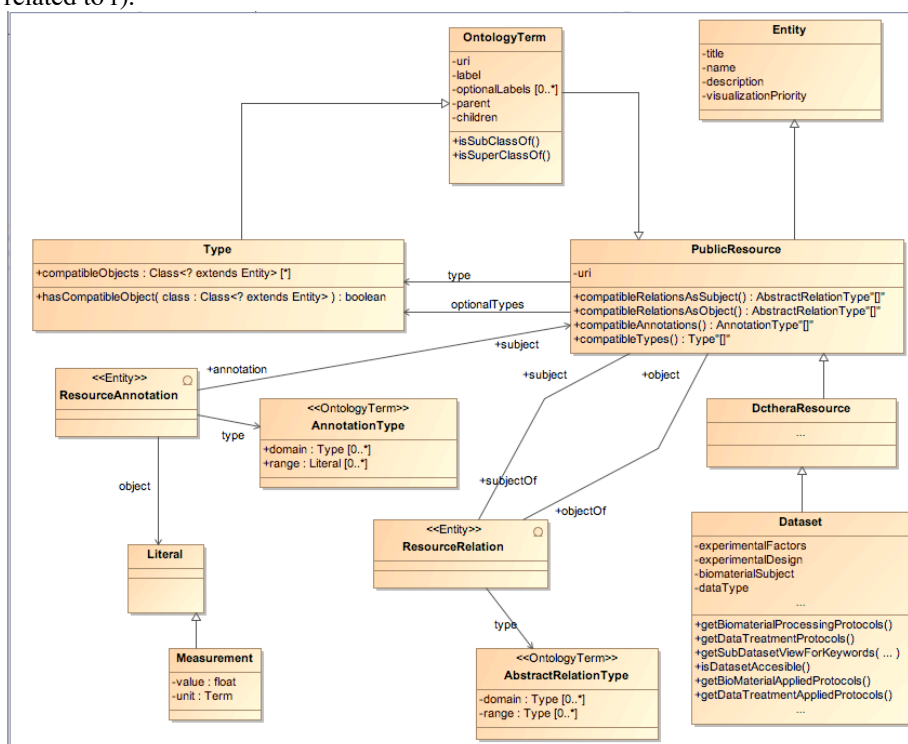 related to r).
OntologyTerm
-uri
-label
-optionalLabels [0..*]
-parent
-children
+isSubClassOf()
+isSuperClassOf()
Entity
-title
-name
-description
-visualizationPriority
Type
+compatibleObjects : Class<? extends Entity> [*]
+hasCompatibleObject( class : Class<? extends Entity> ) : boolean
type
optionalTypes
PublicResource
-uri
+compatibleRelationsAsSubject() : AbstractRelationType"[]"
+compatibleRelationsAsObject() : AbstractRelationType"[]"
+compatibleAnnotations() : AnnotationType"[]"
+compatibleTypes() : Type"[]"
+subject
+annotation
+subject
+object
<<Entity>>
ResourceAnnotation
type
object
<<OntologyTerm>>
AnnotationType
+domain : Type [0..*]
+range : Literal [0..*]
DctheraResource
...
+subjectOf
+objectOf
<<Entity>>
ResourceRelation
Literal
Measurement
-value : float
-unit : Term
type
<<OntologyTerm>>
AbstractRelationType
-domain : Type [0..*]
-range : Type [0..*]
Dataset
-experimentalFactors
-experimentalDesign
-biomaterialSubject
-dataType
...
+getBiomaterialProcessingProtocols()
+getDataTreatmentProtocols()
+getSubDatasetViewForKeywords( ... )
+isDatasetAccesible()
+getBioMaterialAppliedProtocols()
+getDataTreatmentAppliedProtocols()
...